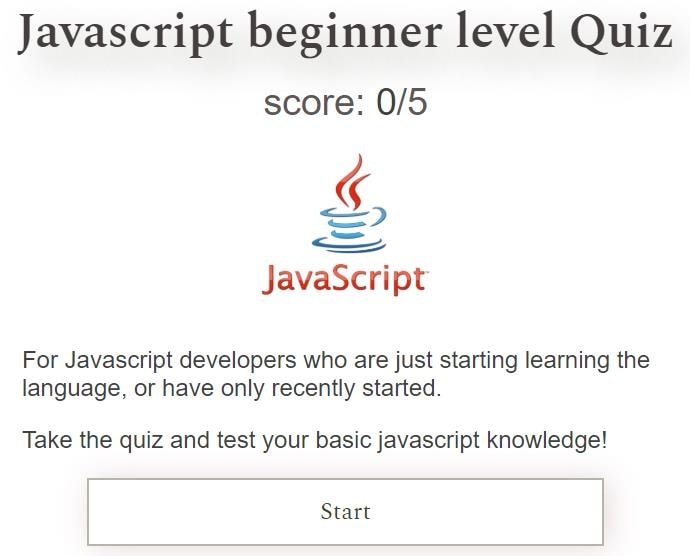 Javascript beginner level Quiz
score: 0/5
JavaScript
For Javascript developers who are just starting learning the
language, or have only recently started.
Take the quiz and test your basic javascript knowledge!
Start